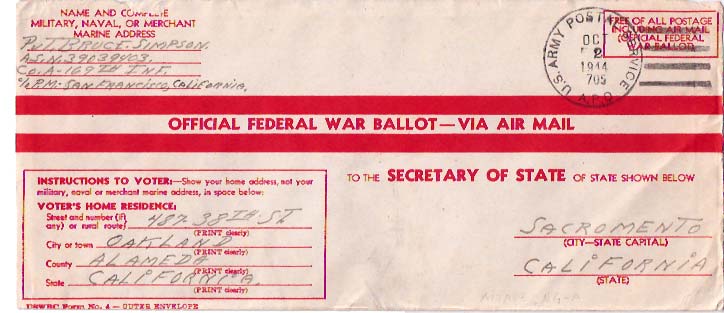 NAME AND COMPLETE
MILITARY, NAVAL, OR MERCHANT
MARINE ADDRESS
PVT. BRUCE. SIMPSON.
A.S.N. 39039403.
CO. A-169TH INF.
c/o P.M. SAN FRANCISCO, CALIFORNIA.
U.S. ARMY POSTAL SERVICE
OCT
2
1944
705
A.P.O.
FREE OF ALL POSTAGE
INCLUDING AIR MAIL
(OFFICIAL FEDERAL
WAR BALLOT)
OFFICIAL FEDERAL WAR BALLOT—VIA AIR MAIL
INSTRUCTIONS TO VOTER:—Show your home address, not your
military, naval or merchant marine address, in space below:
VOTER'S HOME RESIDENCE:
Street and number (if
any) or rural route) 487-38TH ST
(PRINT clearly)
City or town OAKLAND
(PRINT clearly)
County ALAMEDA
(PRINT clearly)
State CALIFORNIA.
(PRINT clearly)
USWBC Form No. 4—OUTER ENVELOPE
TO THE SECRETARY OF STATE OF STATE SHOWN BELOW
SACROMENTO
(CITY—STATE CAPITAL)
CALIFORNIA
(STATE)